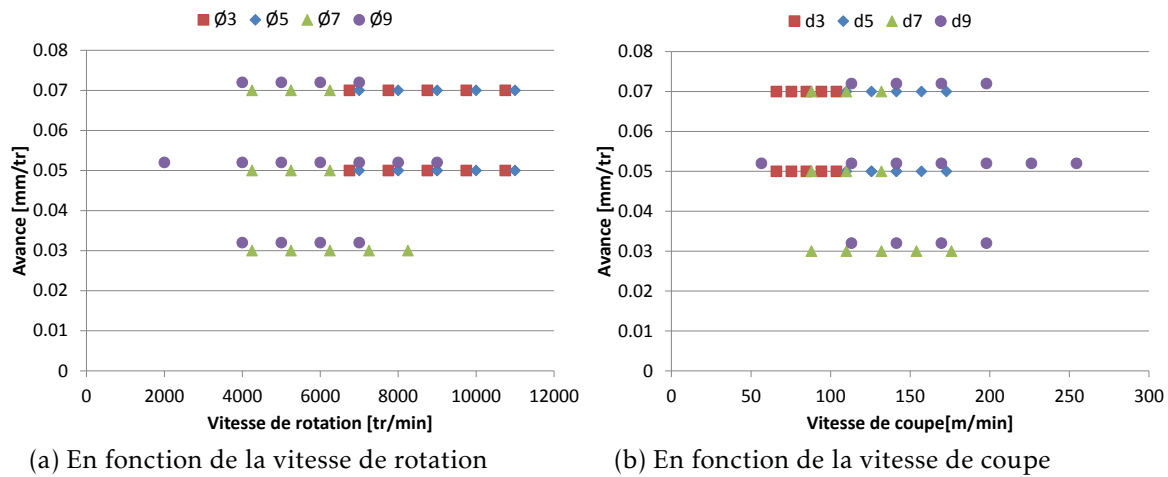 Ø3 Ø5 Ø7 Ø9
0.08
0.07
0.06
0.05
0.04
0.03
0.02
0.01
0
Avance [mm/tr]
0 2000 4000 6000 8000 10000 12000
Vitesse de rotation [tr/min]
(a) En fonction de la vitesse de rotation
d3 d5 d7 d9
0.08
0.07
0.06
0.05
0.04
0.03
0.02
0.01
0
Avance [mm/tr]
0 50 100 150 200 250 300
Vitesse de coupe[m/min]
(b) En fonction de la vitesse de coupe